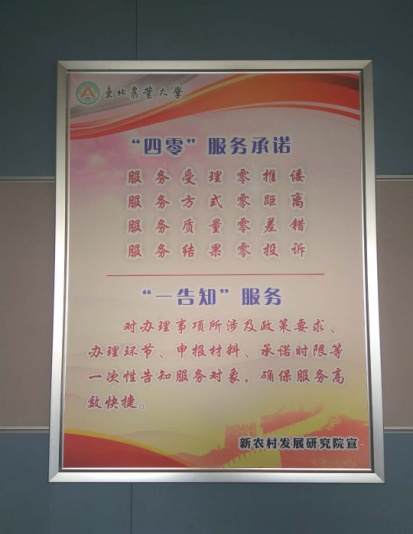 東北農業大學
“四零”服务承诺
服务受理零推诿
服务方式零距离
服务质量零差错
服务结果零投诉
“一告知”服务
对办理事项所涉及政策要求、
办理环节、申报材料、承诺时限等
一次性告知服务对象，确保服务高
效快捷。
新农村发展研究院宣